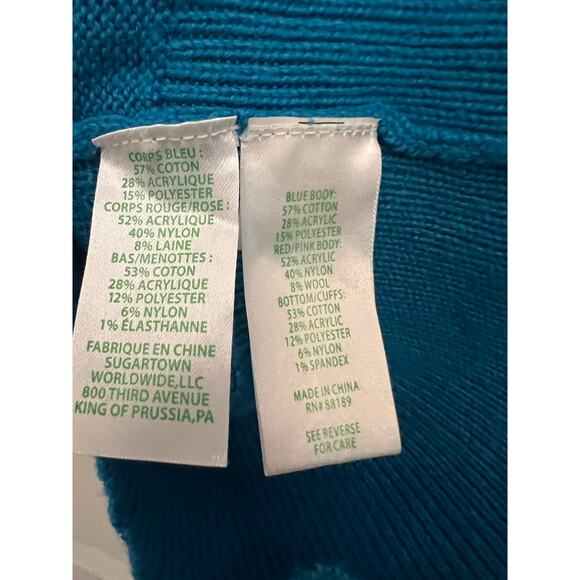 CORPS BLEU :
57% COTON
28% ACRYLIQUE
15% POLYESTER
CORPS ROUGE/ROSE :
52% ACRYLIQUE
40% NYLON
8% LAINE
BAS/MENOTTES :
53% COTON
28% ACRYLIQUE
12% POLYESTER
6% NYLON
1% ÉLASTHANNE
FABRIQUE EN CHINE
SUGARTOWN
WORLDWIDE,LLC
800 THIRD AVENUE
KING OF PRUSSIA,PA
BLUE BODY:
57% COTTON
28% ACRYLIC
15% POLYESTER
RED/PINK BODY:
52% ACRYLIC
40% NYLON
8% WOOL
BOTTOM/CUFFS:
53% COTTON
28% ACRYLIC
12% POLYESTER
6% NYLON
1% SPANDEX
MADE IN CHINA
RN# 88189
SEE REVERSE
FOR CARE